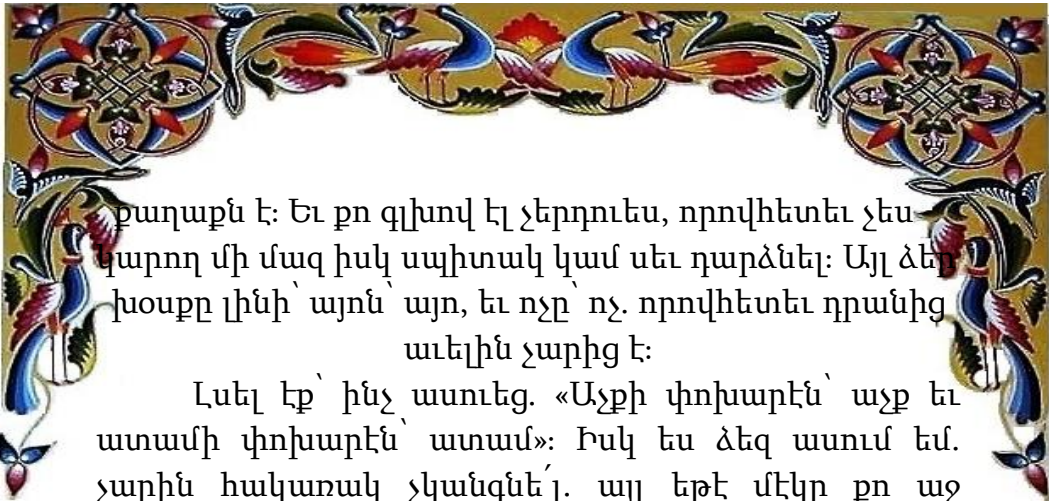 քաղաքն է։ Եւ քո գլխով էլ չերդուես, որովհետեւ չես
կարող մի մազ իսկ սպիտակ կամ սեւ դարձնել։ Այլ ձեր
խօսքը լինի՝ այոն՝ այո, եւ ոչը՝ ոչ. որովհետեւ դրանից
աւելին չարից է։
Լսել էք՝ ինչ ասուեց. «Աչքի փոխարէն՝ աչք եւ
ատամի փոխարէն՝ ատամ»։ Իսկ ես ձեզ ասում եմ.
չարին հակառակ չկանգնե՛լ. այլ եթէ մէկը քո աջ